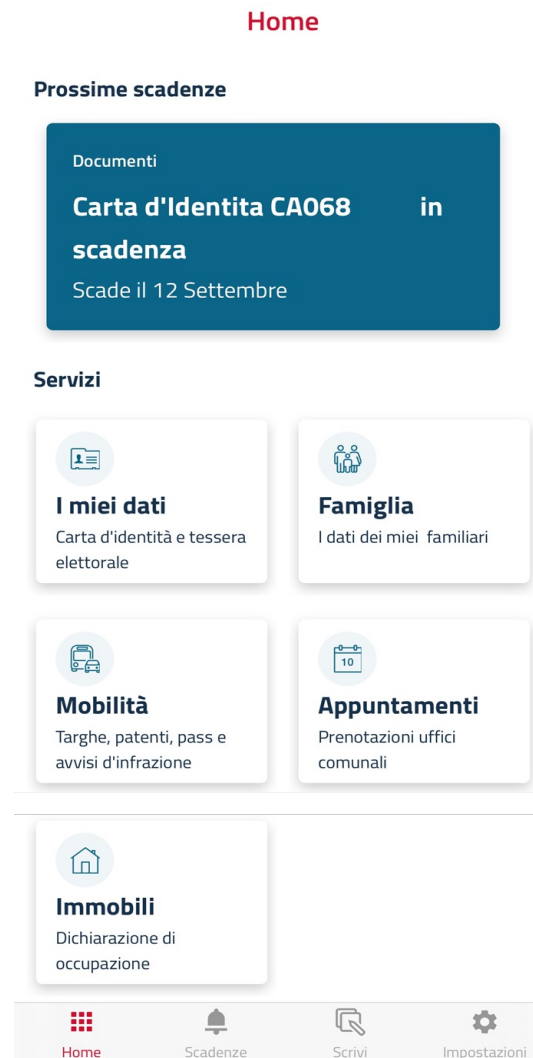 Home
Prossime scadenze
Documenti
Carta d'Identita CA068 in
scadenza
Scade il 12 Settembre
Servizi
I miei dati
Carta d'identità e tessera
elettorale
Famiglia
I dati dei miei familiari
Mobilità
Targhe, patenti, pass e
avvisi d'infrazione
10
Appuntamenti
Prenotazioni uffici
comunali
Immobili
Dichiarazione di
occupazione
Home
Scadenze
Scrivi
Impostazioni